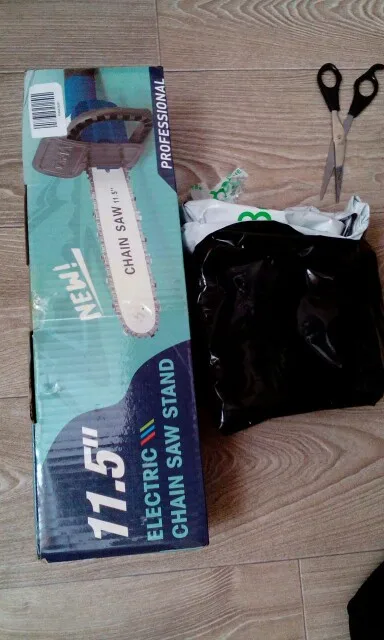 PROFESSIONAL
CHAIN SAW 11·5"
NEW!
11.5"
ELECTRIC
CHAIN SAW STAND